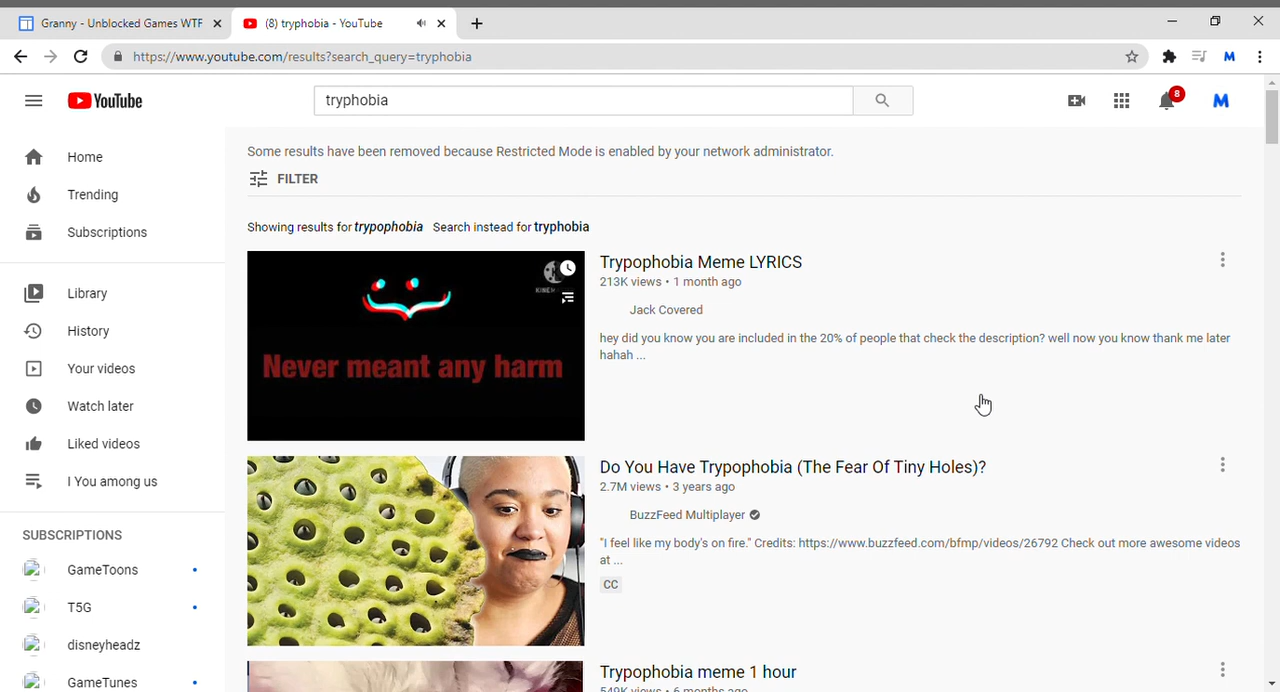 Granny - Unblocked Games WTF
(8) tryphobia - YouTube
https://www.youtube.com/results?search_query=tryphobia
M
YouTube
tryphobia
8
M
Home
Trending
Subscriptions
Library
History
Your videos
Watch later
Liked videos
I You among us
SUBSCRIPTIONS
GameToons
T5G
disneyheadz
GameTunes
Some results have been removed because Restricted Mode is enabled by your network administrator.
FILTER
Showing results for trypophobia Search instead for tryphobia
Never meant any harm
Trypophobia Meme LYRICS
213K views • 1 month ago
Jack Covered
hey did you know you are included in the 20% of people that check the description? well now you know thank me later
hahah ...
Do You Have Trypophobia (The Fear Of Tiny Holes)?
2.7M views • 3 years ago
BuzzFeed Multiplayer
"I feel like my body's on fire." Credits: https://www.buzzfeed.com/bfmp/videos/26792 Check out more awesome videos
at ...
CC
Trypophobia meme 1 hour
549K views • 6 months ago